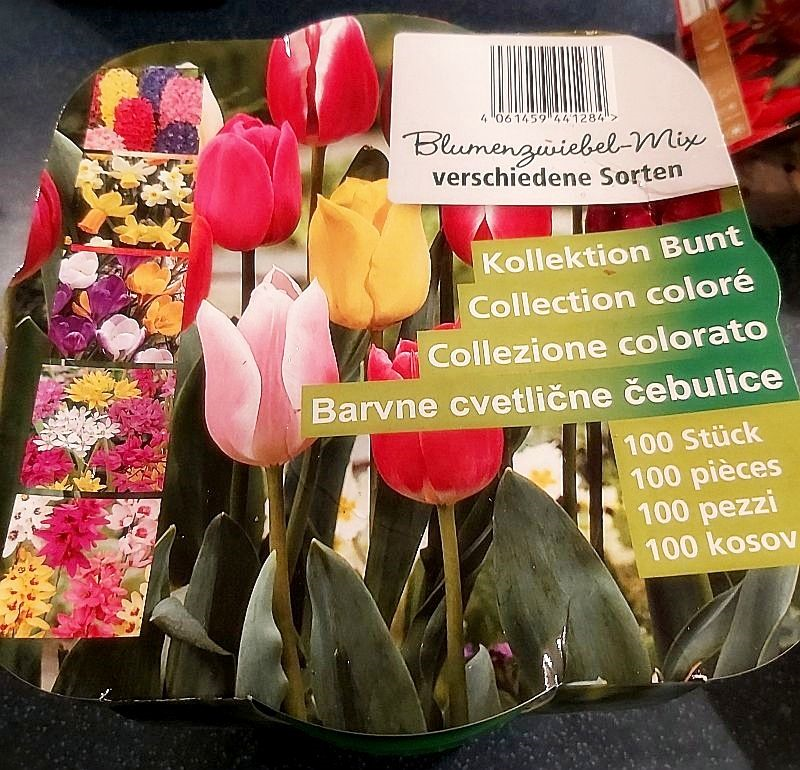 4 061459 441284 >
Blumenzwiebel-Mix
verschiedene Sorten
Kollektion Bunt
Collection coloré
Collezione colorato
Barvne cvetlične čebulice
100 Stück
100 pièces
100 pezzi
100 kosov